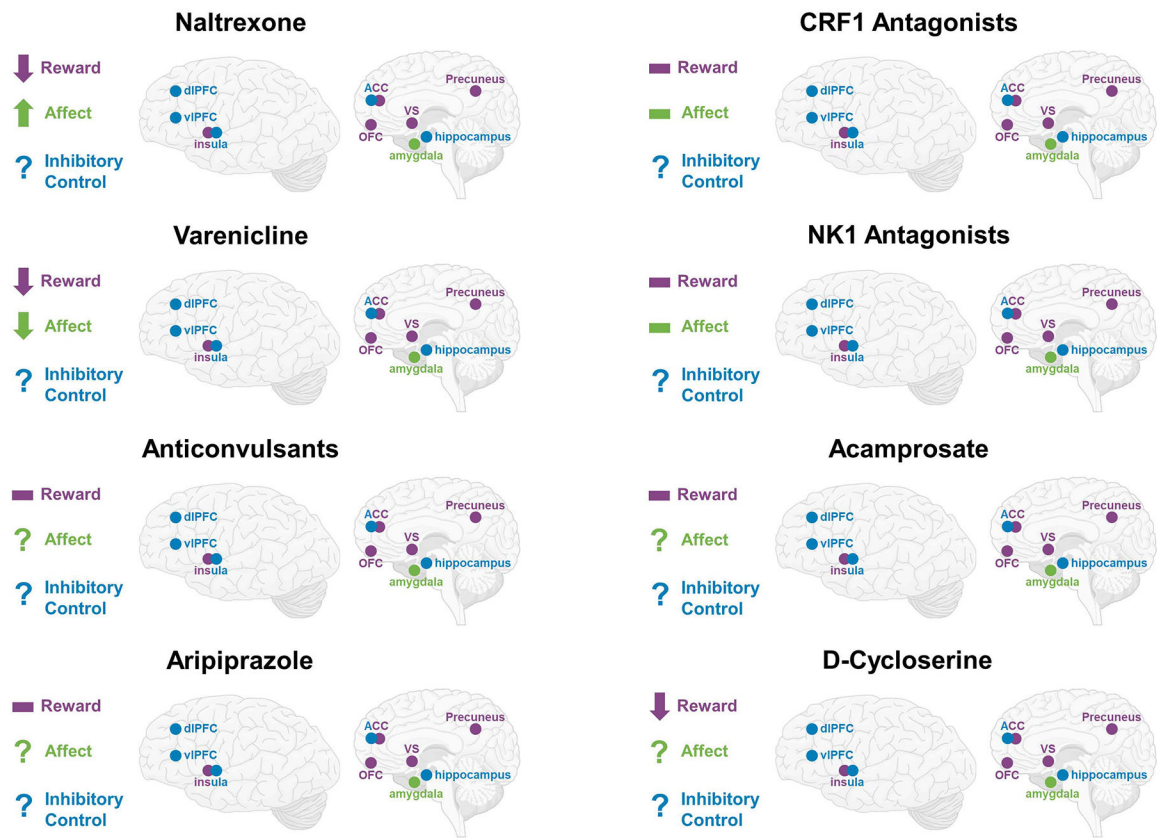 Naltrexone
Reward
Affect
?
Inhibitory
Control
dlPFC
vlPFC
insula
ACC
Precuneus
VS
OFC
hippocampus
amygdala
CRF1 Antagonists
Reward
Affect
?
Inhibitory
Control
dlPFC
vlPFC
insula
ACC
Precuneus
VS
OFC
hippocampus
amygdala
Varenicline
Reward
Affect
?
Inhibitory
Control
dlPFC
vlPFC
insula
ACC
Precuneus
VS
OFC
hippocampus
amygdala
NK1 Antagonists
Reward
Affect
?
Inhibitory
Control
dlPFC
vlPFC
insula
ACC
Precuneus
VS
OFC
hippocampus
amygdala
Anticonvulsants
Reward
? Affect
?
Inhibitory
Control
dlPFC
vlPFC
insula
ACC
Precuneus
VS
OFC
hippocampus
amygdala
Acamprosate
Reward
? Affect
?
Inhibitory
Control
dlPFC
vlPFC
insula
ACC
Precuneus
VS
OFC
hippocampus
amygdala
Aripiprazole
Reward
? Affect
?
Inhibitory
Control
dlPFC
vlPFC
insula
ACC
Precuneus
VS
OFC
hippocampus
amygdala
D-Cycloserine
Reward
? Affect
?
Inhibitory
Control
dlPFC
vlPFC
insula
ACC
Precuneus
VS
OFC
hippocampus
amygdala